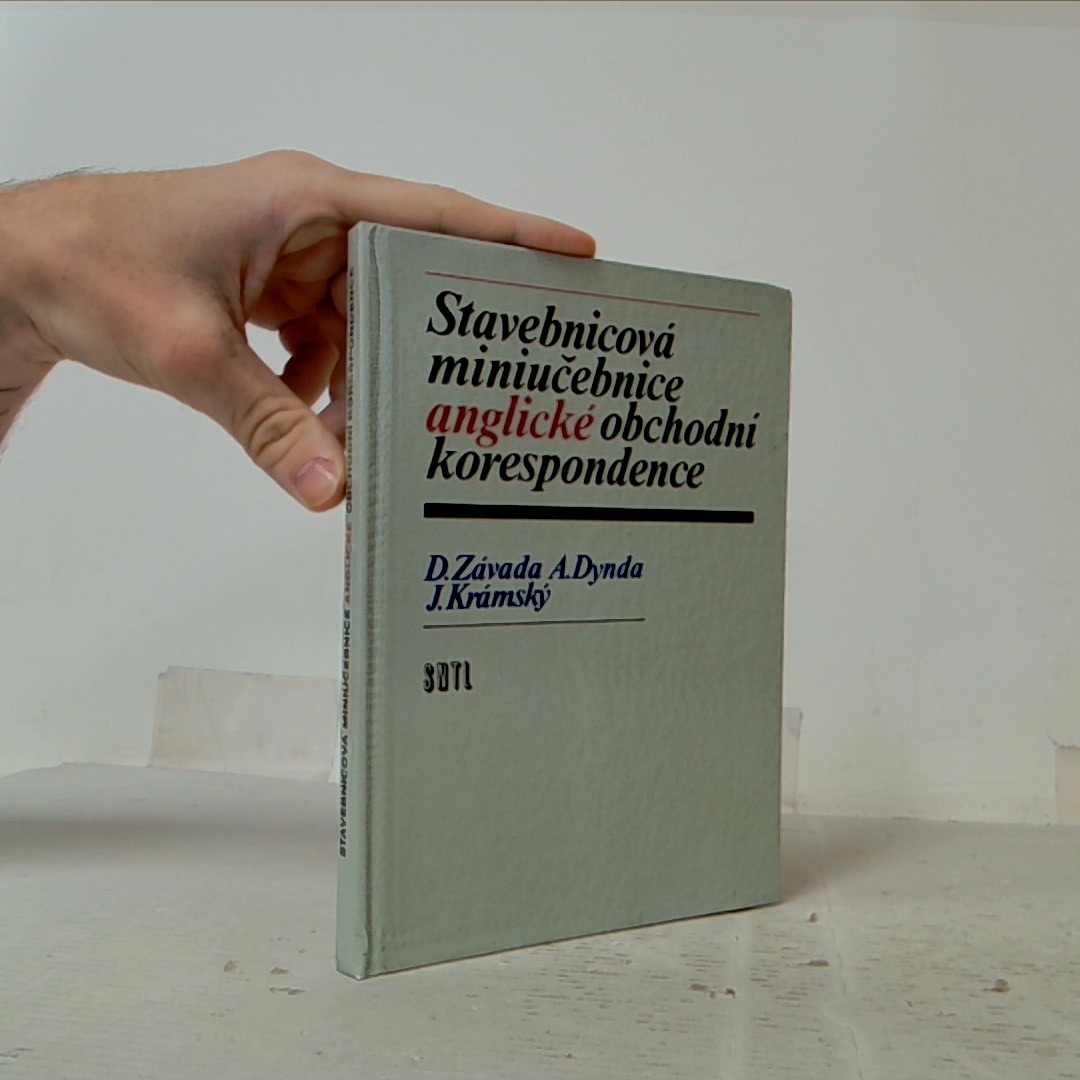 Stavebnicová
miniučebnice
anglické obchodní
korespondence
D. Závada A. Dynda
J. Krámský
SNTL
STAVEBNICOVÁ MINIUČEBNICE ANGLICKÉ OBCHODNÍ KORESPONDENCE